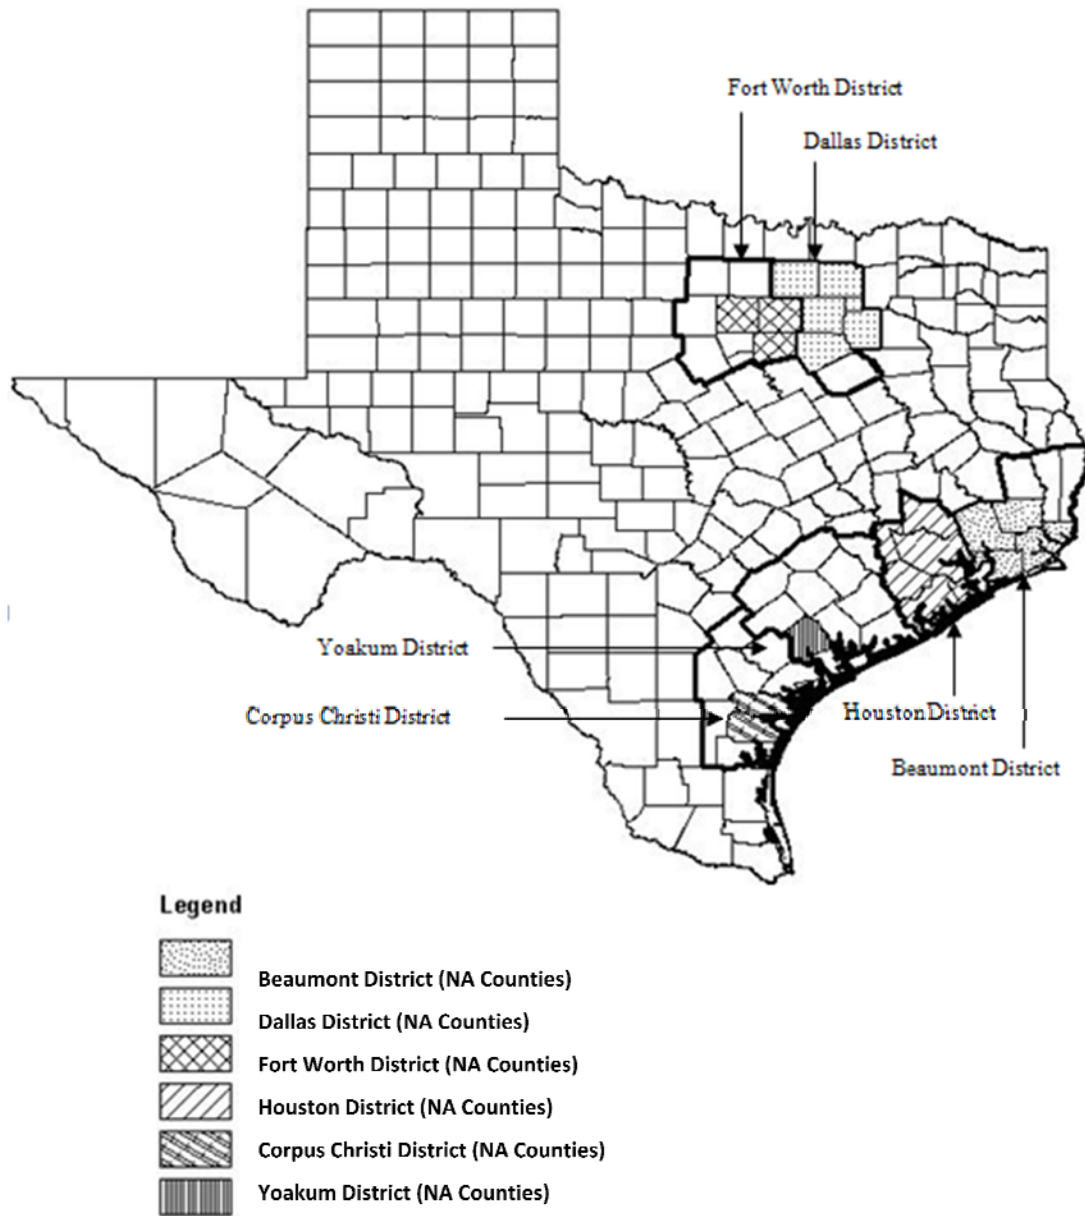 Fort Worth District
Dallas District
Yoakum District
Corpus Christi District
Houston District
Beaumont District
Legend
Beaumont District (NA Counties)
Dallas District (NA Counties)
Fort Worth District (NA Counties)
Houston District (NA Counties)
Corpus Christi District (NA Counties)
Yoakum District (NA Counties)